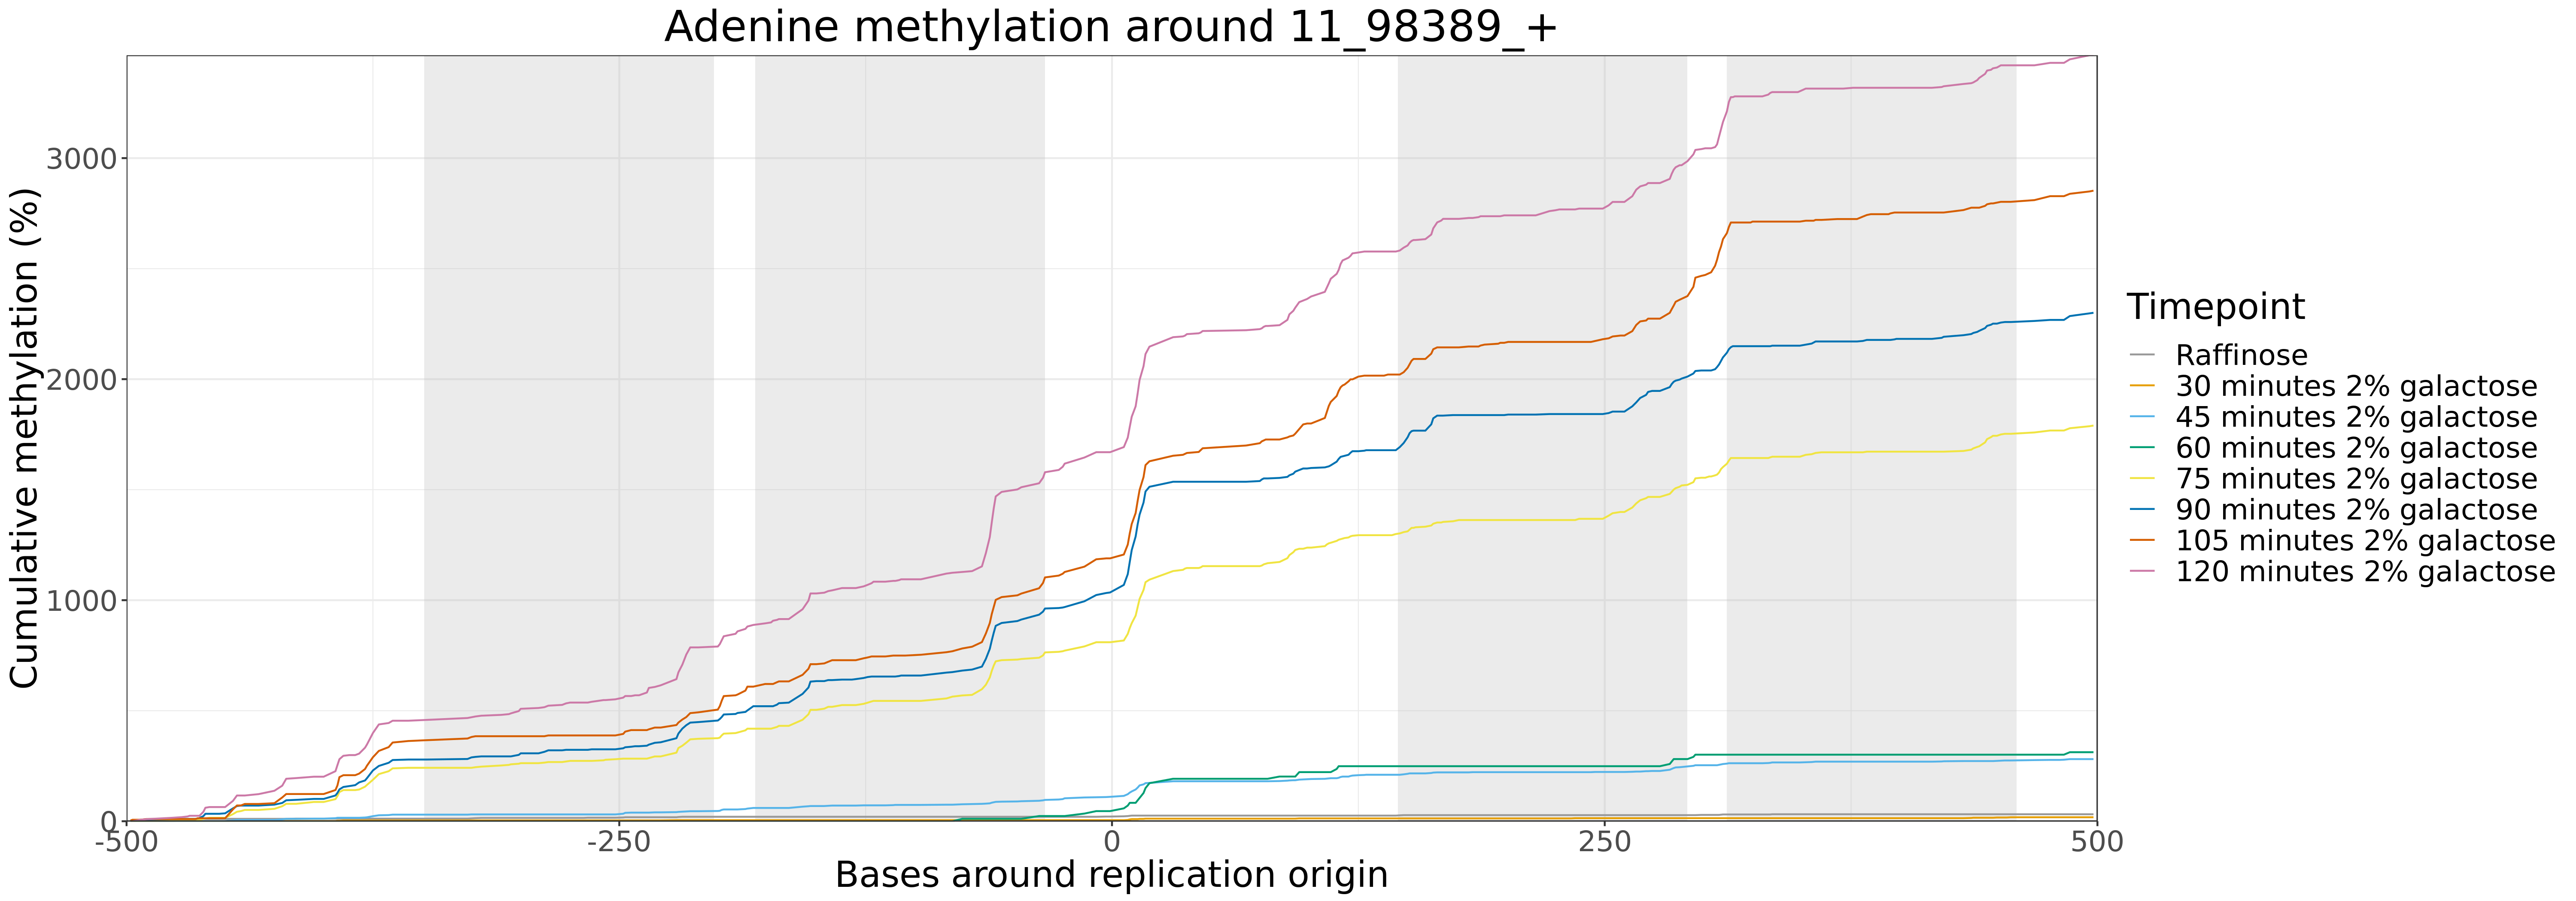 Adenine methylation around 11_98389_+
Cumulative methylation (%)
3000
2000
1000
0
-500
-250
0
250
500
Bases around replication origin
Timepoint
Raffinose
30 minutes 2% galactose
45 minutes 2% galactose
60 minutes 2% galactose
75 minutes 2% galactose
90 minutes 2% galactose
105 minutes 2% galactose
120 minutes 2% galactose